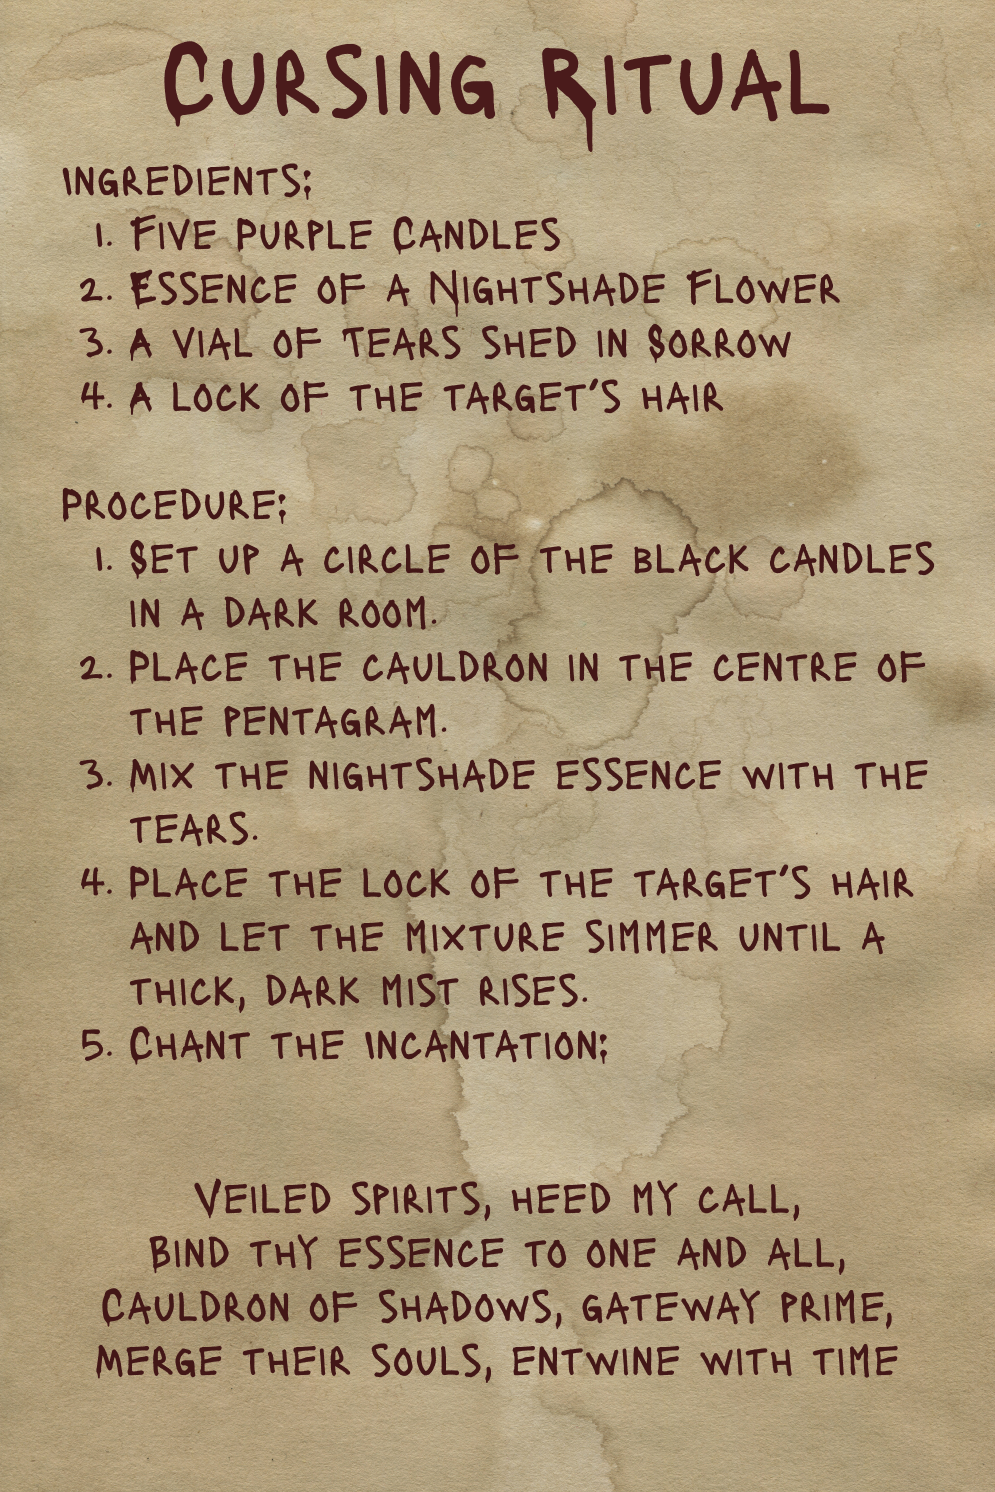 Cursing Ritual
Ingredients:
1. Five Purple Candles
2. Essence of a Nightshade Flower
3. A vial of Tears Shed in Sorrow
4. A lock of the target's hair
Procedure:
1. Set up a circle of the black candles
in a dark room.
2. Place the cauldron in the centre of
the pentagram.
3. Mix the nightshade essence with the
tears.
4. Place the lock of the target's hair
and let the mixture simmer until a
thick, dark mist rises.
5. Chant the incantation:
Veiled spirits, heed my call,
Bind thy essence to one and all,
Cauldron of Shadows, gateway prime,
Merge their souls, entwine with time